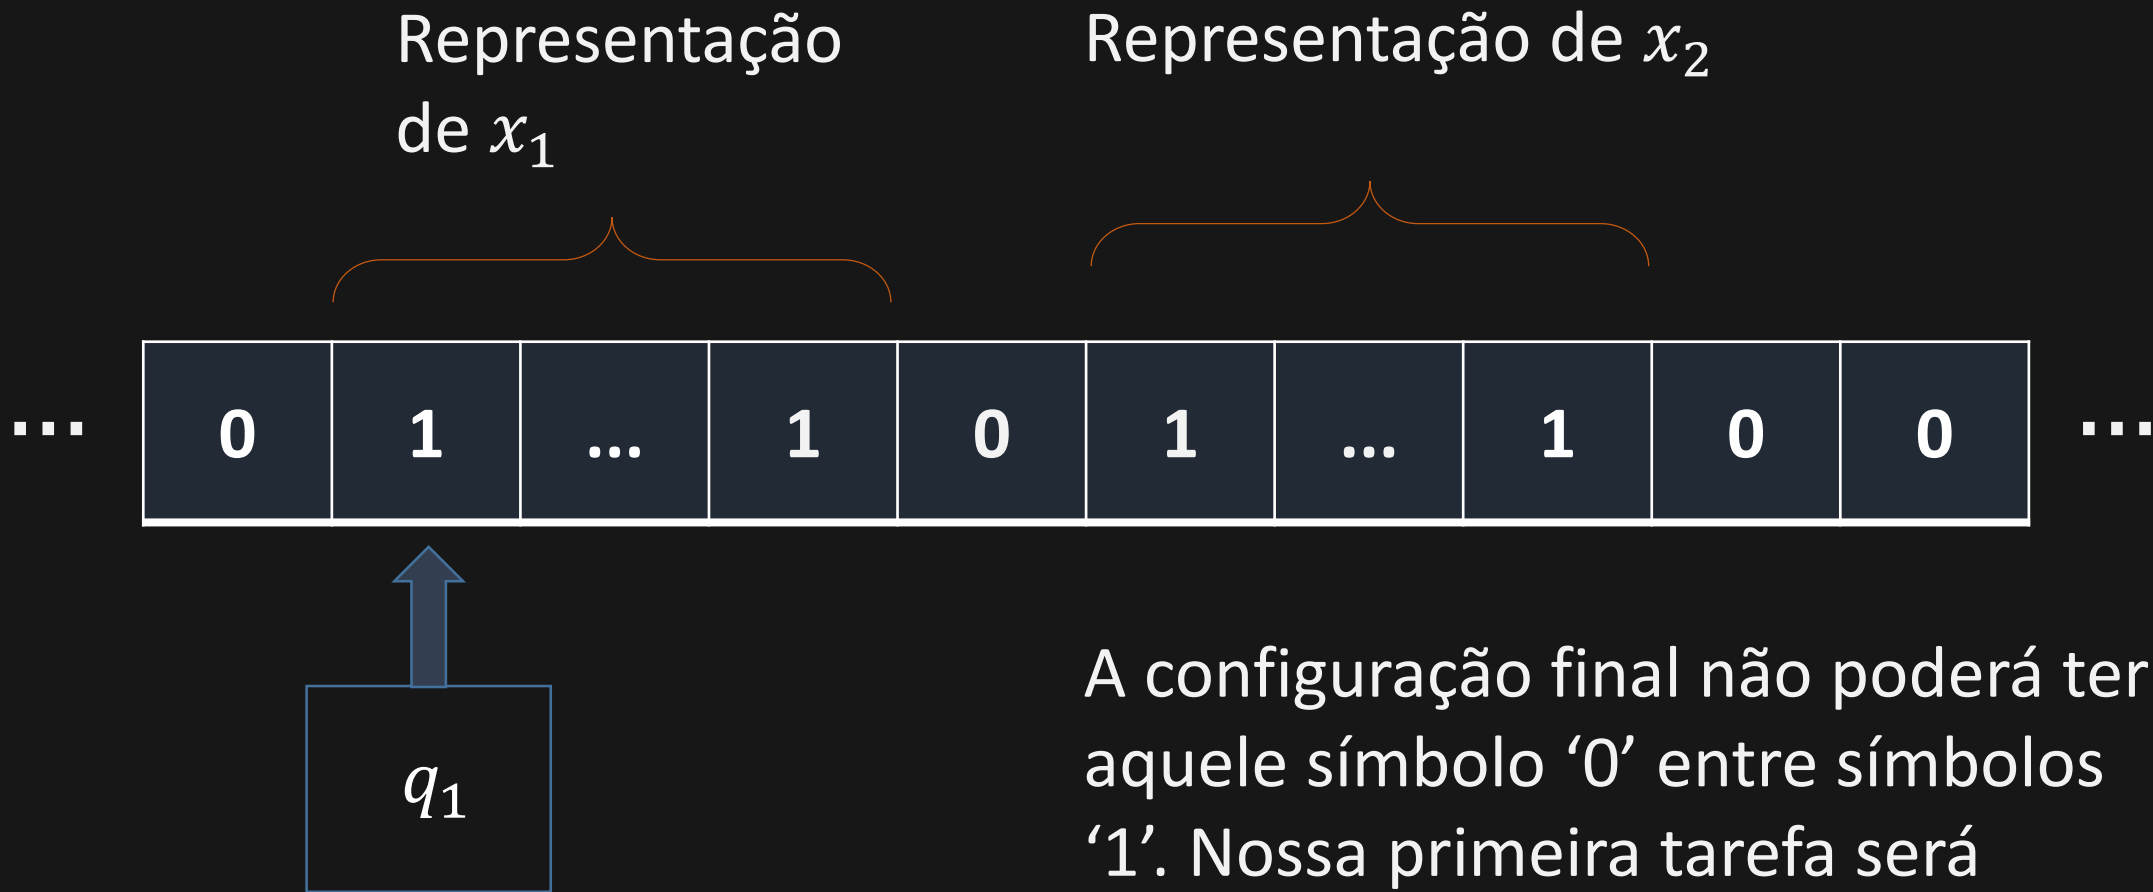 Representação
de x₁
Representação de x₂
... 0 1 ... 1 0 1 ... 1 0 0 ...
q₁
A configuração final não poderá ter
aquele símbolo ‘0’ entre símbolos
‘1’. Nossa primeira tarefa será